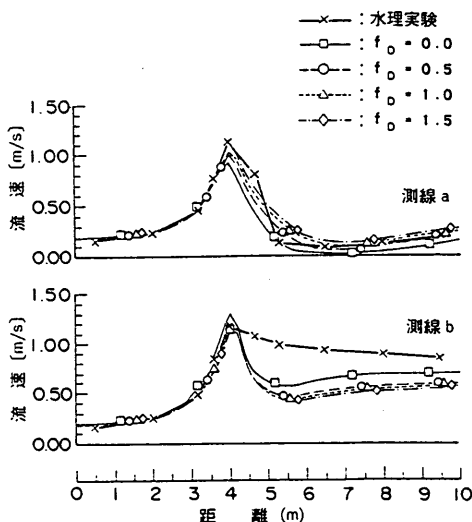 —×— : 水理実験
—□— : f_D = 0.0
--○-- : f_D = 0.5
--△-- : f_D = 1.0
-·◇-· : f_D = 1.5
1.50
1.00
0.50
0.00
流速 [m/s]
測線 a
1.50
1.00
0.50
0.00
流速 [m/s]
測線 b
0 1 2 3 4 5 6 7 8 9 10
距離 (m)